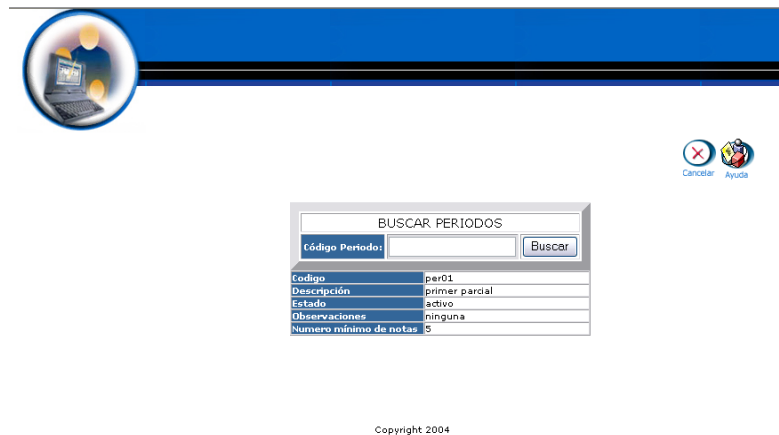 Cancelar Ayuda
BUSCAR PERIODOS
Código Periodo: Buscar
Codigo per01
Descripción primer parcial
Estado activo
Observaciones ninguna
Numero mínimo de notas 5
Copyright 2004